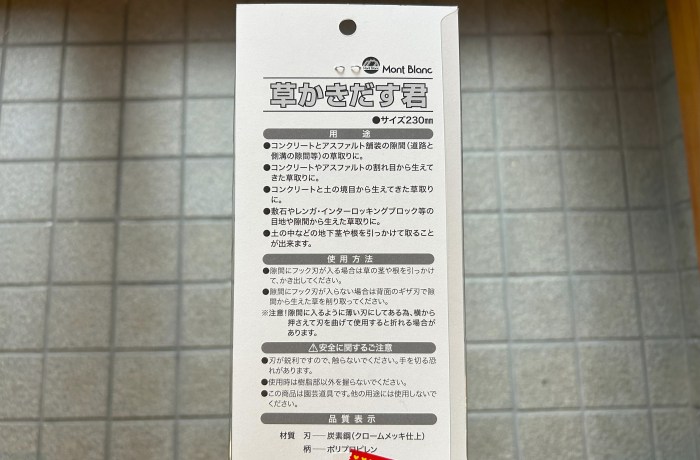 Mont Blanc
草かきだす君
●サイズ230㎜
用途
●コンクリートとアスファルト舗装の隙間(道路と
側溝の隙間等)の草取りに。
●コンクリートやアスファルトの割れ目から生えて
きた草取りに。
●コンクリートと土の境目から生えてきた草取り
に。
●敷石やレンガ・インターロッキングブロック等の
目地や隙間から生えた草取りに。
●土の中などの地下茎や根を引っかけて取ること
が出来ます。
使用方法
●隙間にフック刃が入る場合は草の茎や根を引っかけ
て、かき出してください。
●隙間にフック刃が入らない場合は背面のギザ刃で隙
間から生えた草を削り取ってください。
※注意!隙間に入るように薄い刃にしてある為、横から
押さえて刃を曲げて使用すると折れる場合が
あります。
⚠安全に関するご注意
●刃が鋭利ですので、触らないでください。手を切る恐
れがあります。
●使用時は樹脂部以外を握らないでください。
●この商品は園芸道具です。他の用途には使用しないで
ください。
品質表示
材質 刃──炭素鋼(クロームメッキ仕上)
柄──ポリプロピレン